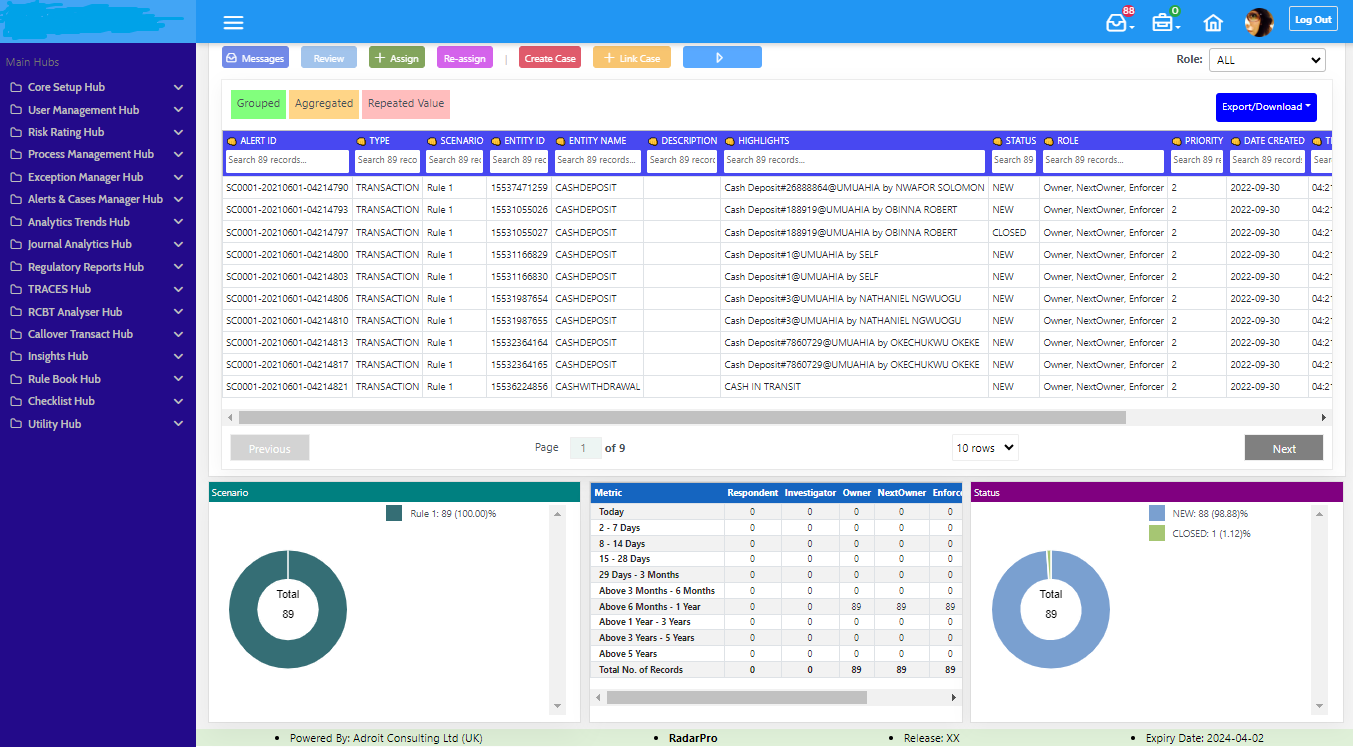 88
0
Log Out
Main Hubs
Core Setup Hub
User Management Hub
Risk Rating Hub
Process Management Hub
Exception Manager Hub
Alerts & Cases Manager Hub
Analytics Trends Hub
Journal Analytics Hub
Regulatory Reports Hub
TRACES Hub
RCBT Analyser Hub
Callover Transact Hub
Insights Hub
Rule Book Hub
Checklist Hub
Utility Hub
Messages Review + Assign Re-assign | Create Case + Link Case Role: ALL
Grouped Aggregated Repeated Value Export/Download
ALERT ID TYPE SCENARIO ENTITY ID ENTITY NAME DESCRIPTION HIGHLIGHTS STATUS ROLE PRIORITY DATE CREATED
Search 89 records... Search 89 reco Search 89 rec Search 89 rec Search 89 records... Search 89 records Search 89 records... Search 89 Search 89 records... Search 89 re Search 89 records
SC0001-20210601-04214790 TRANSACTION Rule 1 15537471259 CASHDEPOSIT Cash Deposit#26888864@UMUAHIA by NWAFOR SOLOMON NEW Owner, NextOwner, Enforcer 2 2022-09-30 04:21
SC0001-20210601-04214793 TRANSACTION Rule 1 15531055026 CASHDEPOSIT Cash Deposit#188919@UMUAHIA by OBINNA ROBERT NEW Owner, NextOwner, Enforcer 2 2022-09-30 04:21
SC0001-20210601-04214797 TRANSACTION Rule 1 15531055027 CASHDEPOSIT Cash Deposit#188919@UMUAHIA by OBINNA ROBERT CLOSED Owner, NextOwner, Enforcer 2 2022-09-30 04:21
SC0001-20210601-04214800 TRANSACTION Rule 1 15531166829 CASHDEPOSIT Cash Deposit#1@UMUAHIA by SELF NEW Owner, NextOwner, Enforcer 2 2022-09-30 04:21
SC0001-20210601-04214803 TRANSACTION Rule 1 15531166830 CASHDEPOSIT Cash Deposit#1@UMUAHIA by SELF NEW Owner, NextOwner, Enforcer 2 2022-09-30 04:21
SC0001-20210601-04214806 TRANSACTION Rule 1 15531987654 CASHDEPOSIT Cash Deposit#3@UMUAHIA by NATHANIEL NGWUOGU NEW Owner, NextOwner, Enforcer 2 2022-09-30 04:21
SC0001-20210601-04214810 TRANSACTION Rule 1 15531987655 CASHDEPOSIT Cash Deposit#3@UMUAHIA by NATHANIEL NGWUOGU NEW Owner, NextOwner, Enforcer 2 2022-09-30 04:21
SC0001-20210601-04214813 TRANSACTION Rule 1 15532364164 CASHDEPOSIT Cash Deposit#7860729@UMUAHIA by OKECHUKWU OKEKE NEW Owner, NextOwner, Enforcer 2 2022-09-30 04:21
SC0001-20210601-04214817 TRANSACTION Rule 1 15532364165 CASHDEPOSIT Cash Deposit#7860729@UMUAHIA by OKECHUKWU OKEKE NEW Owner, NextOwner, Enforcer 2 2022-09-30 04:21
SC0001-20210601-04214821 TRANSACTION Rule 1 15536224856 CASHWITHDRAWAL CASH IN TRANSIT NEW Owner, NextOwner, Enforcer 2 2022-09-30 04:21
Previous Page 1 of 9 10 rows Next
Scenario
Rule 1: 89 (100.00)%
Total
89
Metric Respondent Investigator Owner NextOwner Enforc
Today 0 0 0 0 0
2 - 7 Days 0 0 0 0 0
8 - 14 Days 0 0 0 0 0
15 - 28 Days 0 0 0 0 0
29 Days - 3 Months 0 0 0 0 0
Above 3 Months - 6 Months 0 0 0 0 0
Above 6 Months - 1 Year 0 0 89 89 89
Above 1 Year - 3 Years 0 0 0 0 0
Above 3 Years - 5 Years 0 0 0 0 0
Above 5 Years 0 0 0 0 0
Total No. of Records 0 0 89 89 89
Status
NEW: 88 (98.88)%
CLOSED: 1 (1.12)%
Total
89
• Powered By: Adroit Consulting Ltd (UK) • RadarPro • Release: XX • Expiry Date: 2024-04-02